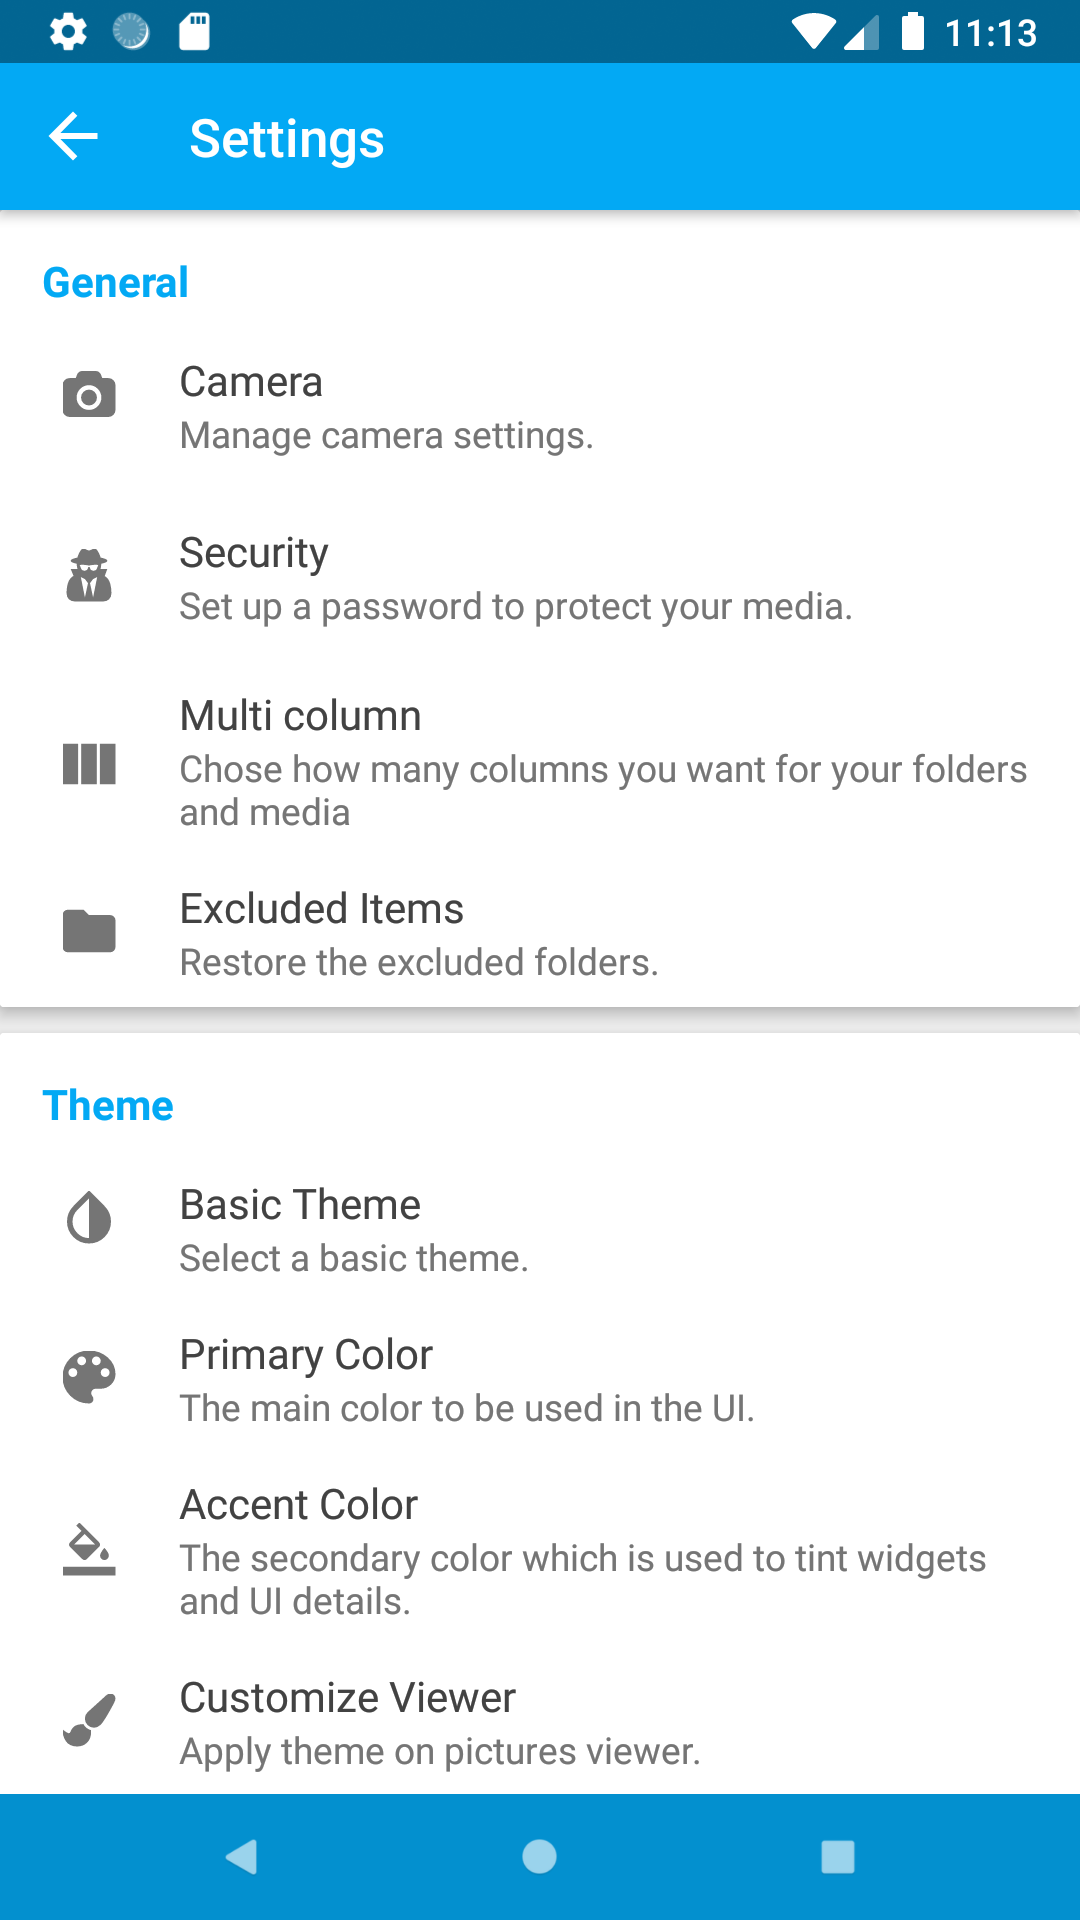 11:13
Settings
General
Camera
Manage camera settings.
Security
Set up a password to protect your media.
Multi column
Chose how many columns you want for your folders
and media
Excluded Items
Restore the excluded folders.
Theme
Basic Theme
Select a basic theme.
Primary Color
The main color to be used in the UI.
Accent Color
The secondary color which is used to tint widgets
and UI details.
Customize Viewer
Apply theme on pictures viewer.